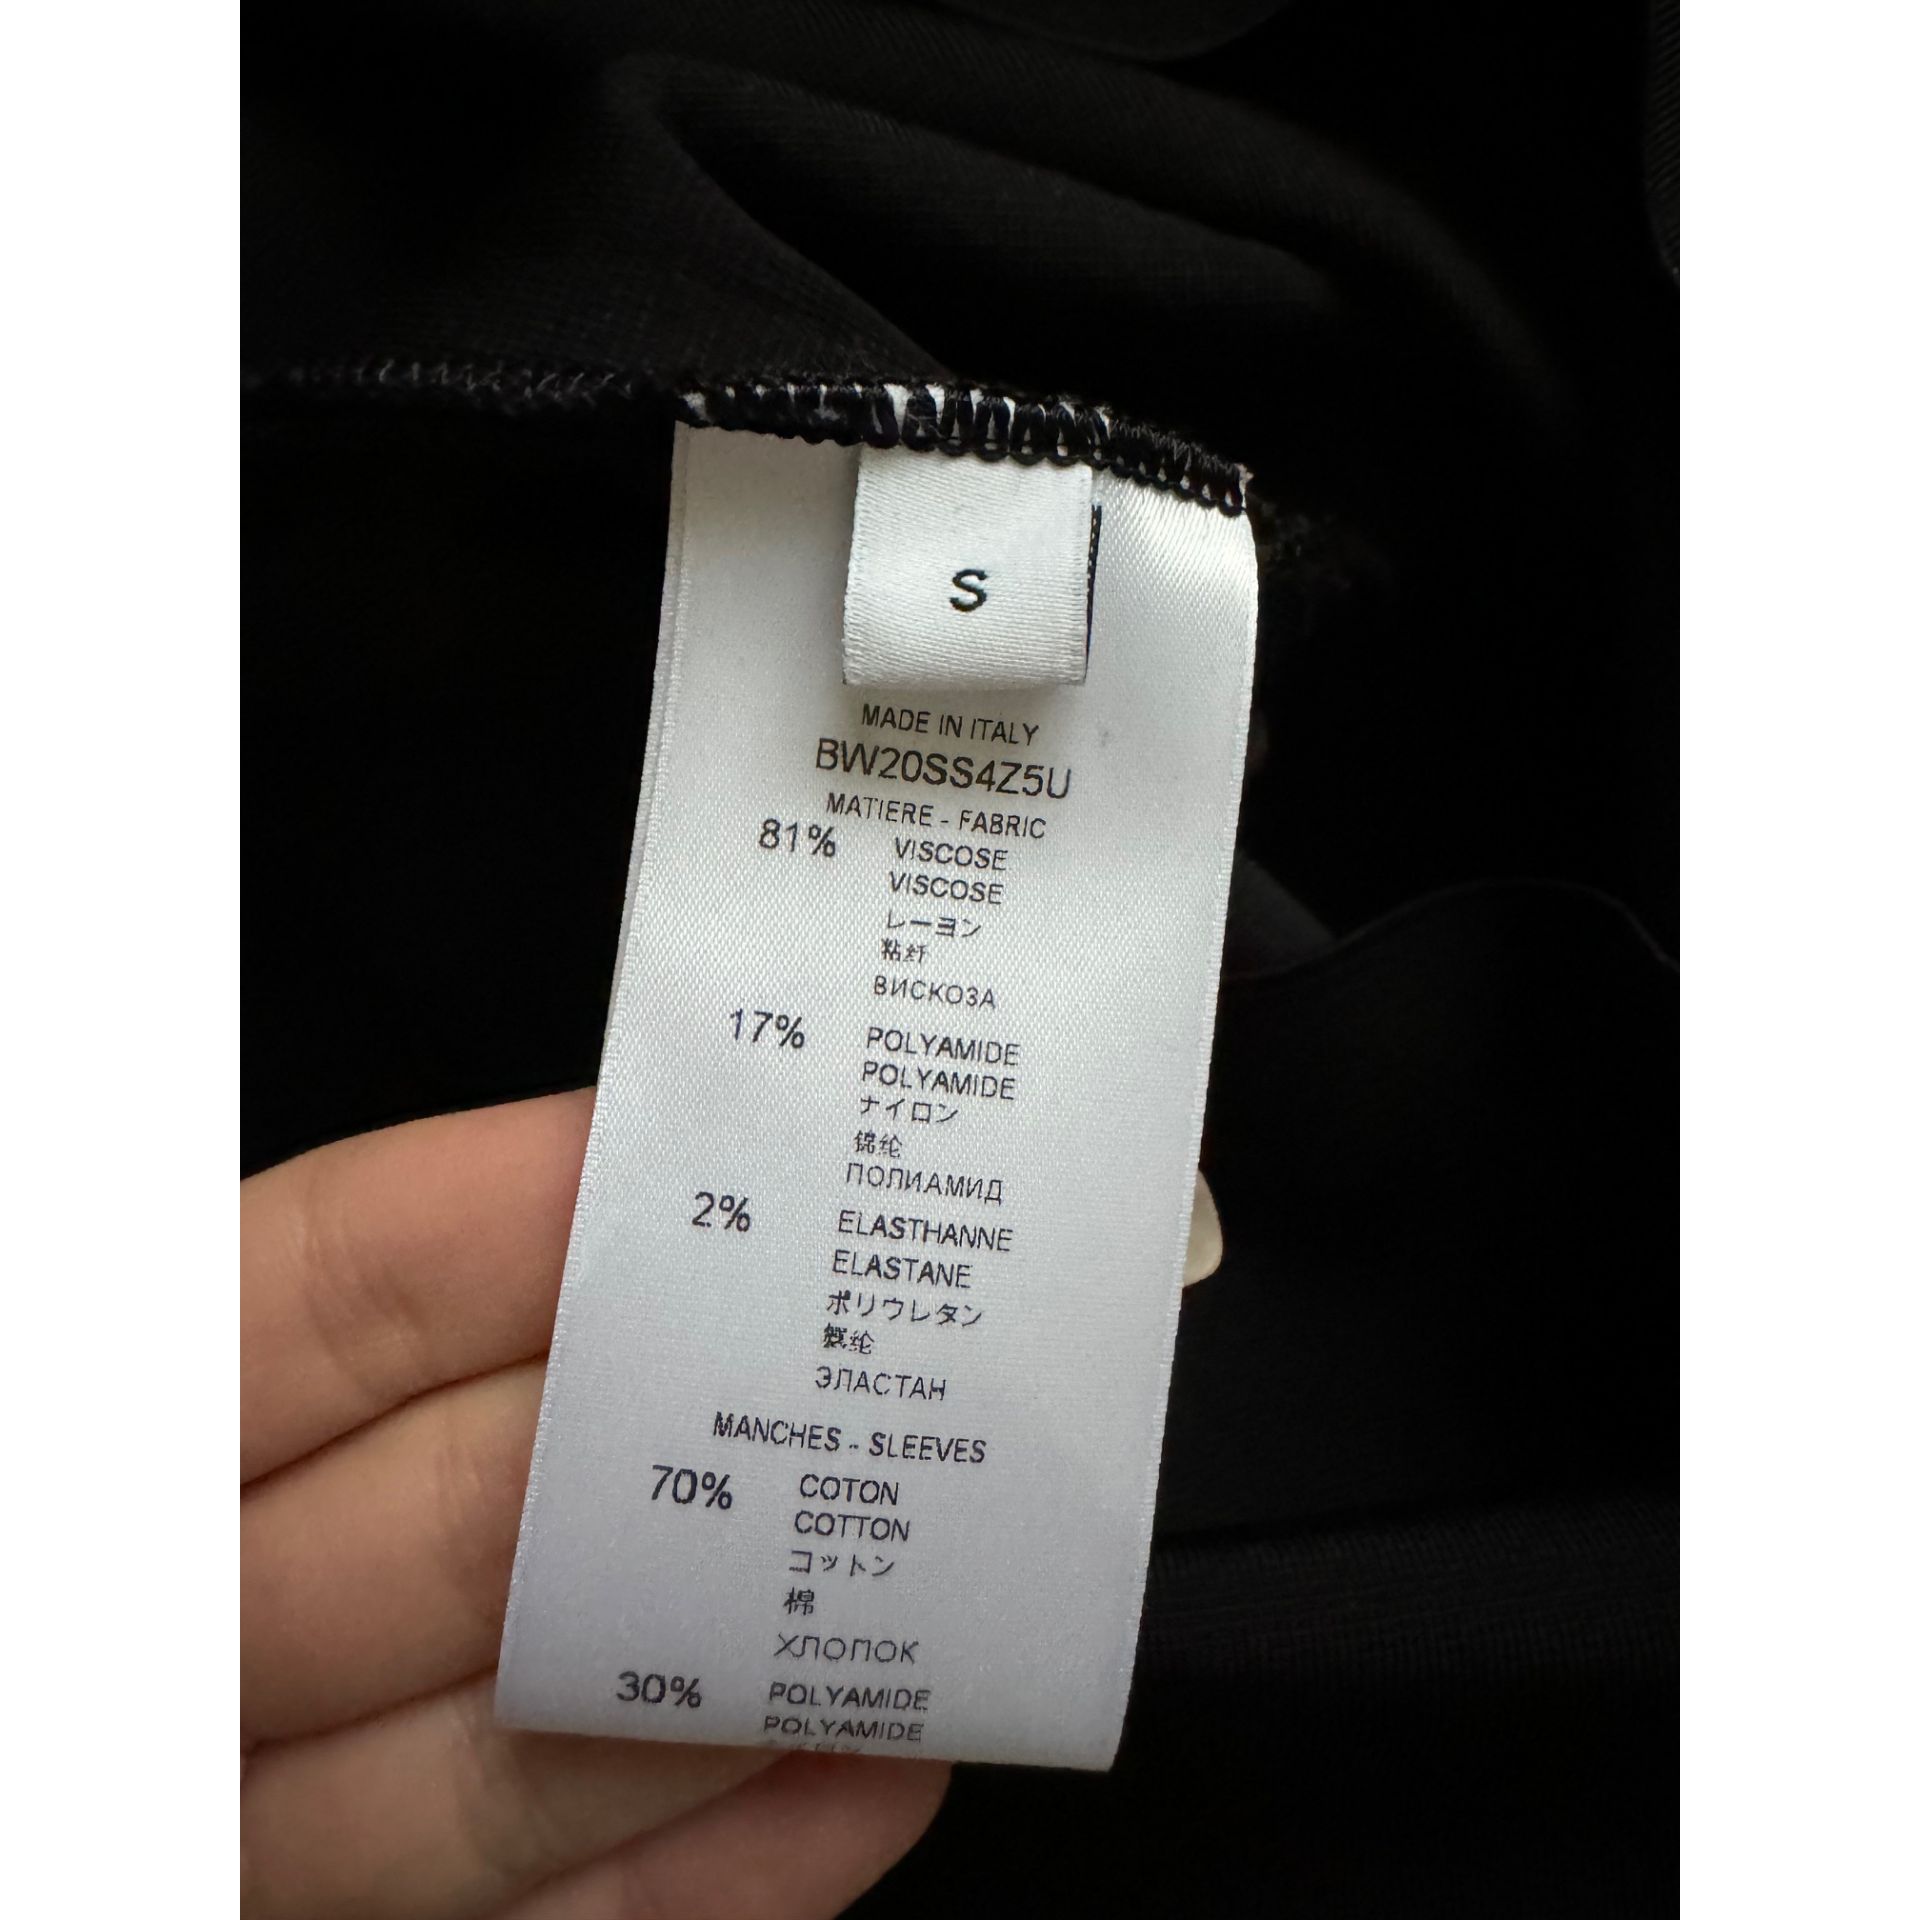 S
MADE IN ITALY
BW20SS4Z5U
MATIERE - FABRIC
81% VISCOSE
VISCOSE
レーヨン
粘纤
ВИСКОЗА
17% POLYAMIDE
POLYAMIDE
ナイロン
锦纶
ПОЛИАМИД
2% ELASTHANNE
ELASTANE
ポリウレタン
氨纶
ЭЛАСТАН
MANCHES - SLEEVES
70% COTON
COTTON
コットン
棉
ХЛОПОК
30% POLYAMIDE
POLYAMIDE